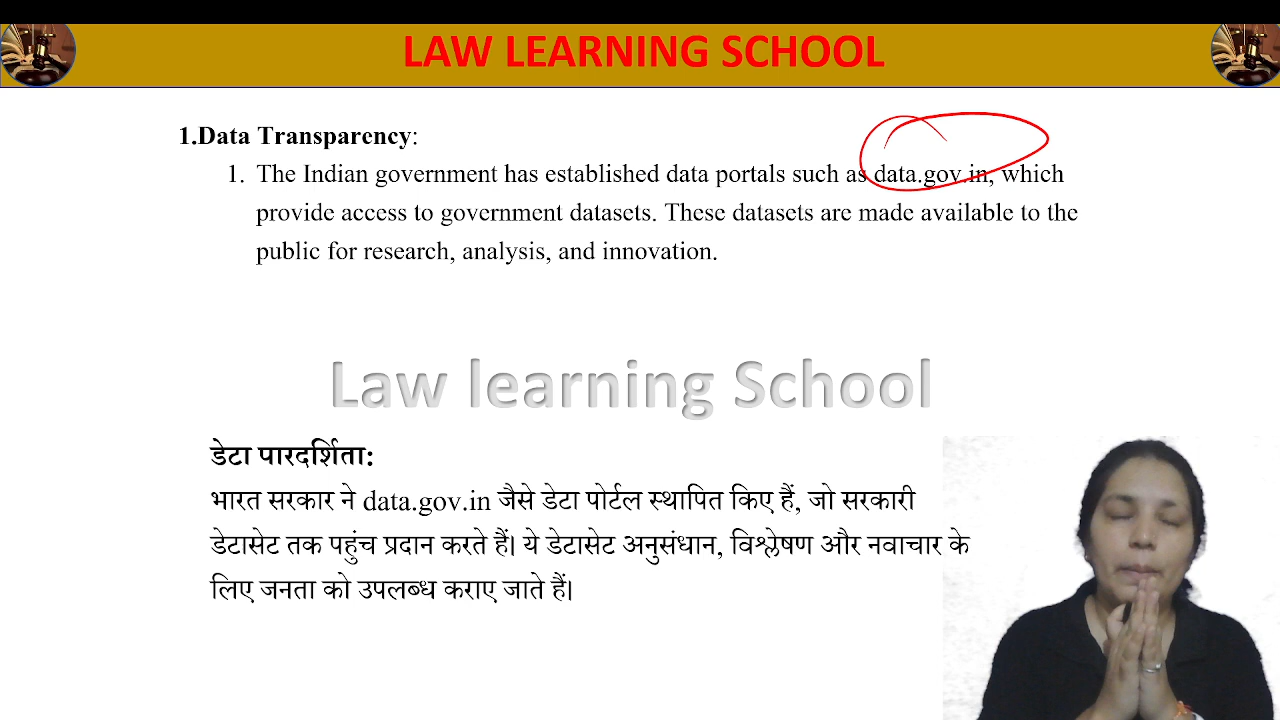 LAW LEARNING SCHOOL
1.Data Transparency:
1. The Indian government has established data portals such as data.gov.in, which
provide access to government datasets. These datasets are made available to the
public for research, analysis, and innovation.
Law learning School
डेटा पारदर्शिता:
भारत सरकार ने data.gov.in जैसे डेटा पोर्टल स्थापित किए हैं, जो सरकारी
डेटासेट तक पहुंच प्रदान करते हैं। ये डेटासेट अनुसंधान, विश्लेषण और नवाचार के
लिए जनता को उपलब्ध कराए जाते हैं।